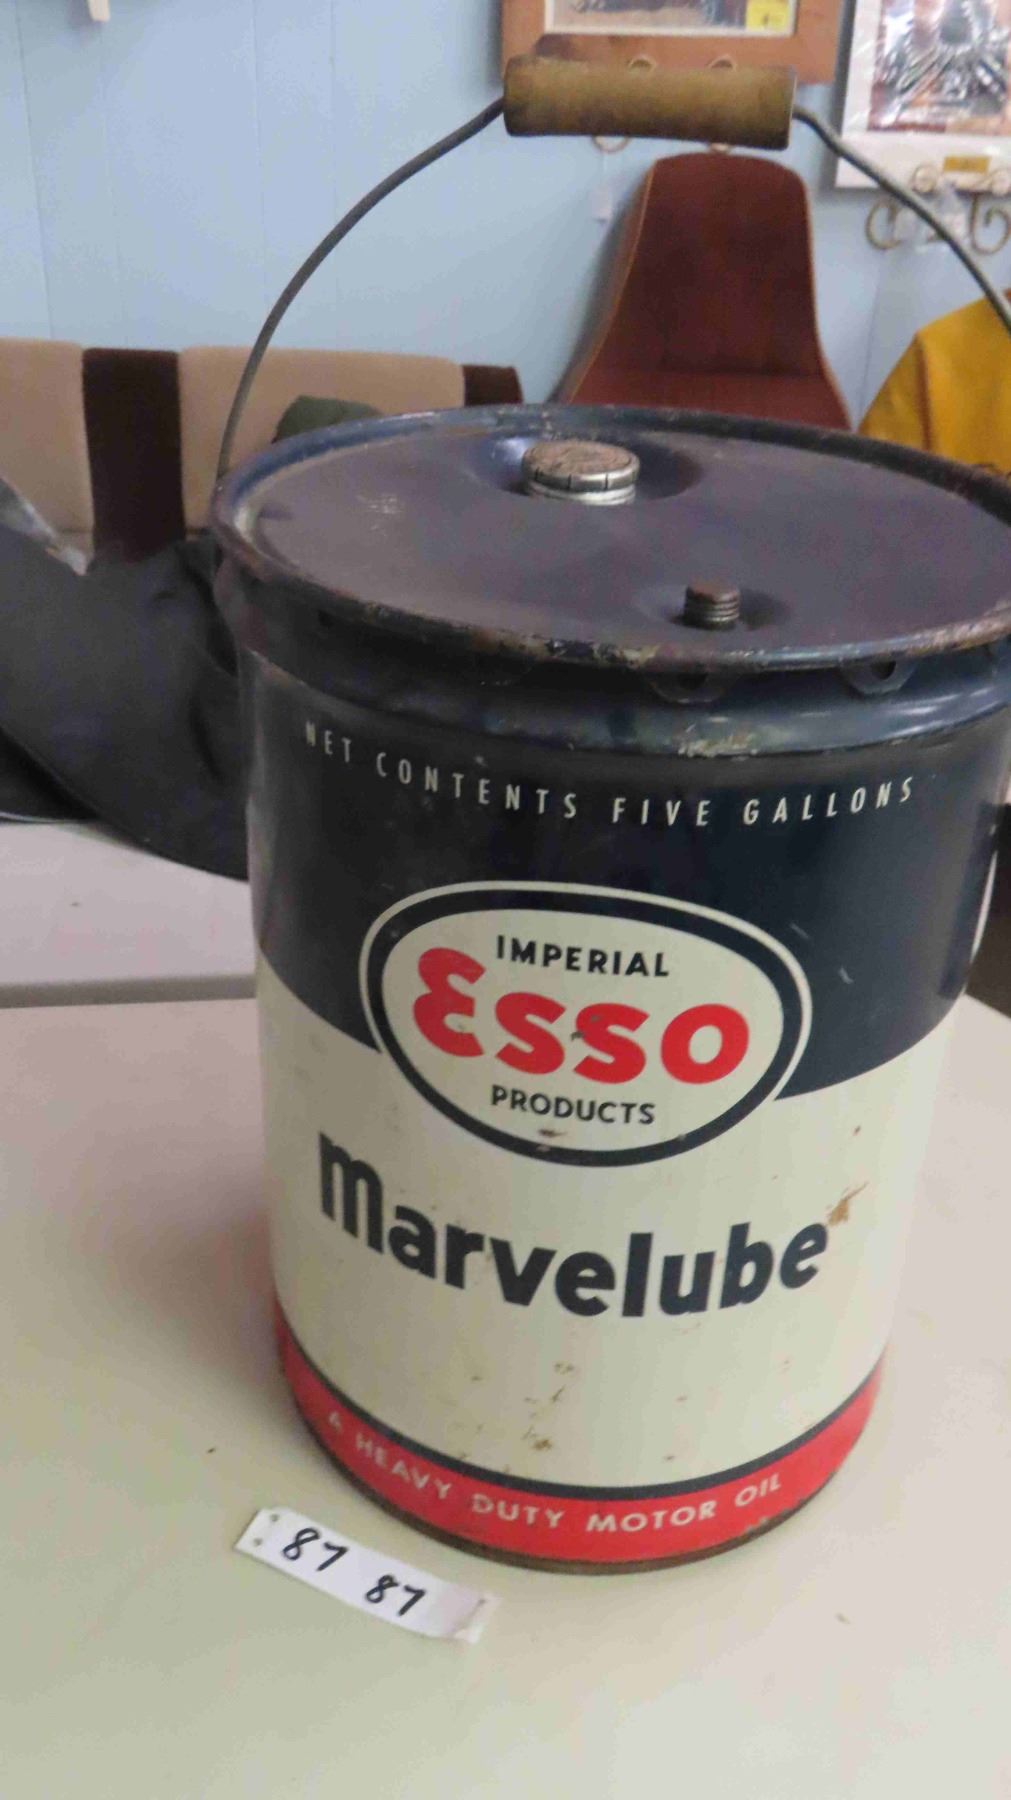 NET CONTENTS FIVE GALLONS
IMPERIAL
ESSO
PRODUCTS
marvelube
A HEAVY DUTY MOTOR OIL
87 87